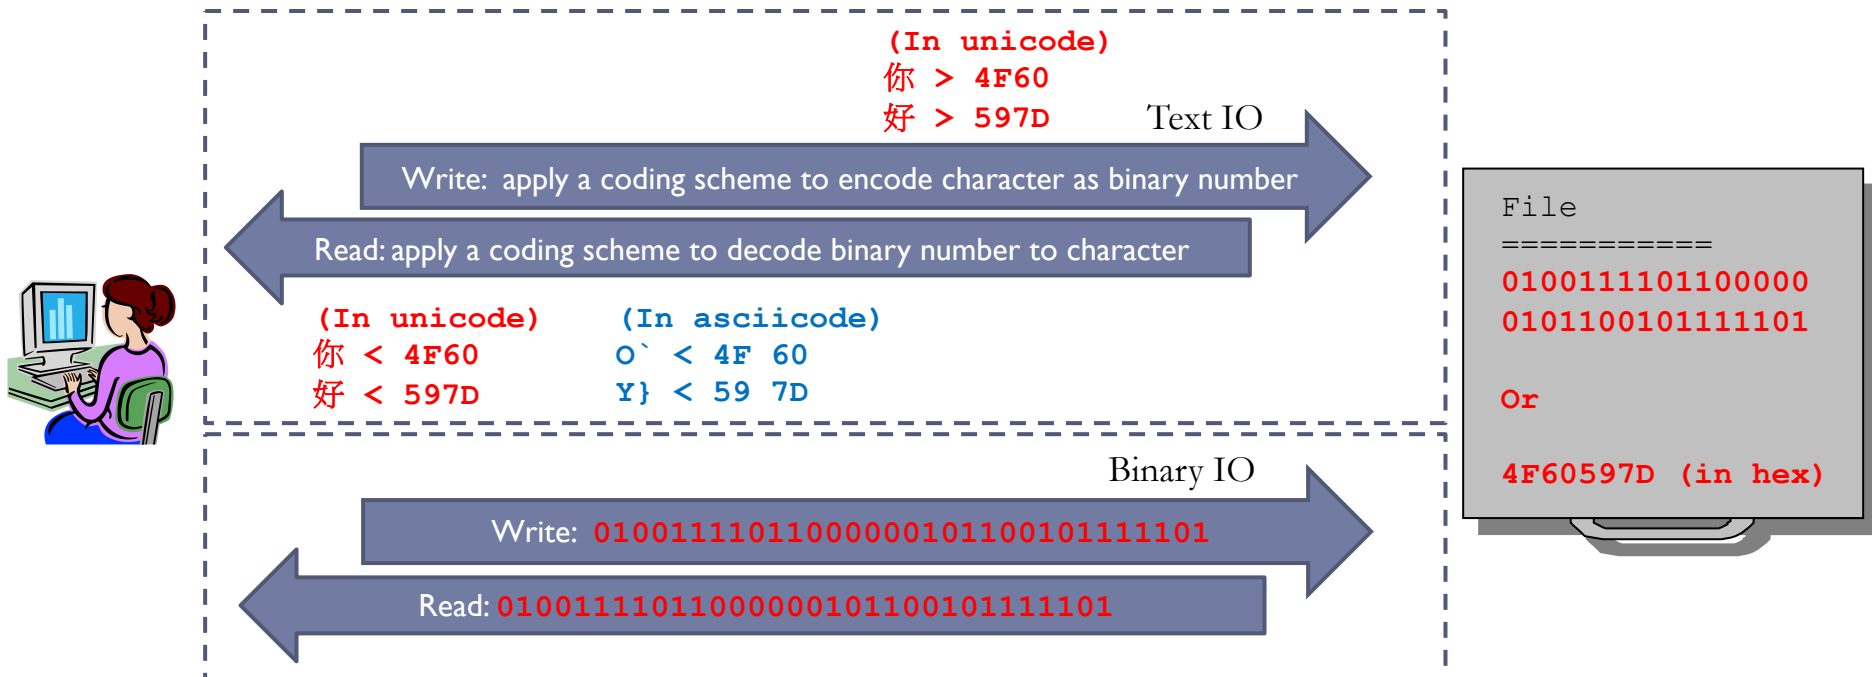 (In unicode)
你 > 4F60
好 > 597D
Text IO
Write: apply a coding scheme to encode character as binary number
Read: apply a coding scheme to decode binary number to character
(In unicode)
你 < 4F60
好 < 597D
(In asciicode)
O` < 4F 60
Y} < 59 7D
Binary IO
Write: 01001111011000000101100101111101
Read: 01001111011000000101100101111101
File
===========
0100111101100000
0101100101111101
Or
4F60597D (in hex)